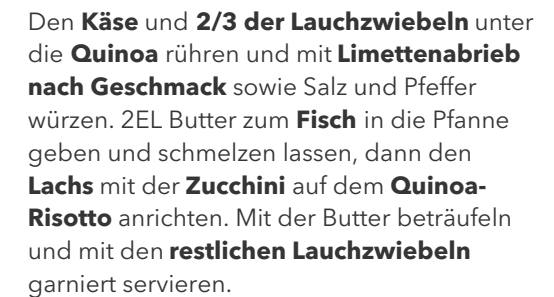 Den Käse und 2/3 der Lauchzwiebeln unter
die Quinoa rühren und mit Limettenabrieb
nach Geschmack sowie Salz und Pfeffer
würzen. 2EL Butter zum Fisch in die Pfanne
geben und schmelzen lassen, dann den
Lachs mit der Zucchini auf dem Quinoa-
Risotto anrichten. Mit der Butter beträufeln
und mit den restlichen Lauchzwiebeln
garniert servieren.